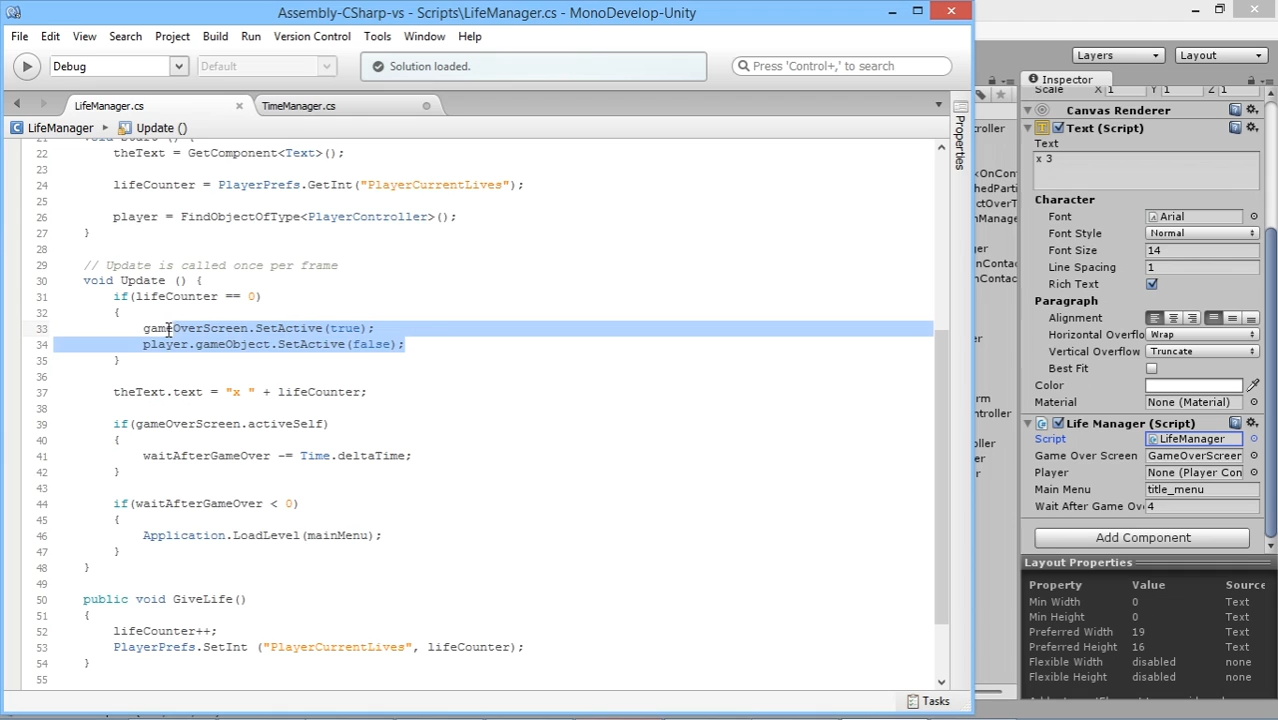 Assembly-CSharp-vs - Scripts\LifeManager.cs - MonoDevelop-Unity
File Edit View Search Project Build Run Version Control Tools Window Help
Debug Default Solution loaded. Press 'Control+,' to search
LifeManager.cs TimeManager.cs
LifeManager Update ()
22 theText = GetComponent<Text>();
23
24 lifeCounter = PlayerPrefs.GetInt("PlayerCurrentLives");
25
26 player = FindObjectOfType<PlayerController>();
27 }
28
29 // Update is called once per frame
30 void Update () {
31 if(lifeCounter == 0)
32 {
33 gameOverScreen.SetActive(true);
34 player.gameObject.SetActive(false);
35 }
36
37 theText.text = "x " + lifeCounter;
38
39 if(gameOverScreen.activeSelf)
40 {
41 waitAfterGameOver -= Time.deltaTime;
42 }
43
44 if(waitAfterGameOver < 0)
45 {
46 Application.LoadLevel(mainMenu);
47 }
48 }
49
50 public void GiveLife()
51 {
52 lifeCounter++;
53 PlayerPrefs.SetInt ("PlayerCurrentLives", lifeCounter);
54 }
55
Tasks
Properties
Layers Layout
Inspector
Scale X 1 Y 1 Z 1
Canvas Renderer
Text (Script)
Text
x 3
Character
Font Arial
Font Style Normal
Font Size 14
Line Spacing 1
Rich Text
Paragraph
Alignment
Horizontal Overflo Wrap
Vertical Overflow Truncate
Best Fit
Color
Material None (Material)
Life Manager (Script)
Script LifeManager
Game Over Screen GameOverScreen
Player None (Player Con
Main Menu title_menu
Wait After Game Ov 4
Add Component
Layout Properties
Property Value Source
Min Width 0 Text
Min Height 0 Text
Preferred Width 19 Text
Preferred Height 16 Text
Flexible Width disabled none
Flexible Height disabled none